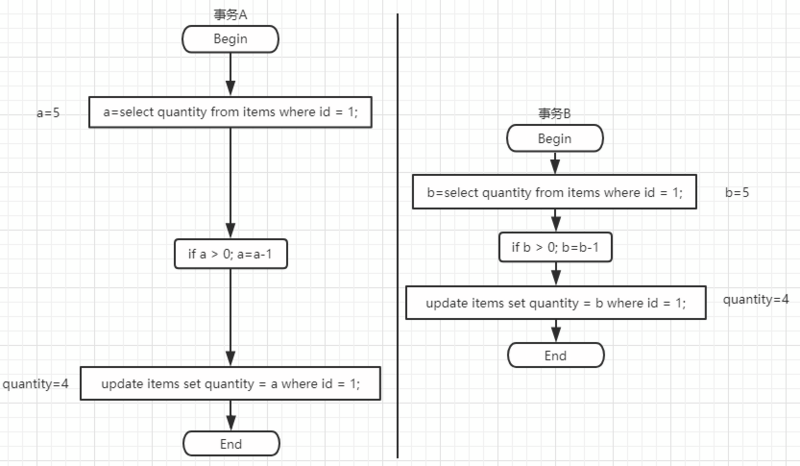 事务A
Begin
a=5
a=select quantity from items where id = 1;
if a > 0; a=a-1
quantity=4
update items set quantity = a where id = 1;
End
事务B
Begin
b=select quantity from items where id = 1;
b=5
if b > 0; b=b-1
update items set quantity = b where id = 1;
quantity=4
End